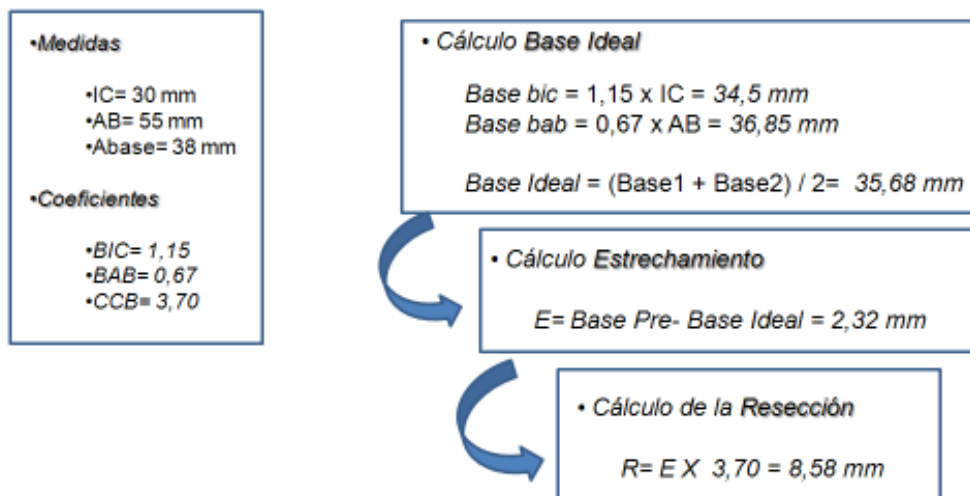 •Medidas
•IC= 30 mm
•AB= 55 mm
•Abase= 38 mm
•Coeficientes
•BIC= 1,15
•BAB= 0,67
•CCB= 3,70
• Cálculo Base Ideal
Base bic = 1,15 x IC = 34,5 mm
Base bab = 0,67 x AB = 36,85 mm
Base Ideal = (Base1 + Base2) / 2= 35,68 mm
• Cálculo Estrechamiento
E= Base Pre- Base Ideal = 2,32 mm
• Cálculo de la Resección
R= E X 3,70 = 8,58 mm